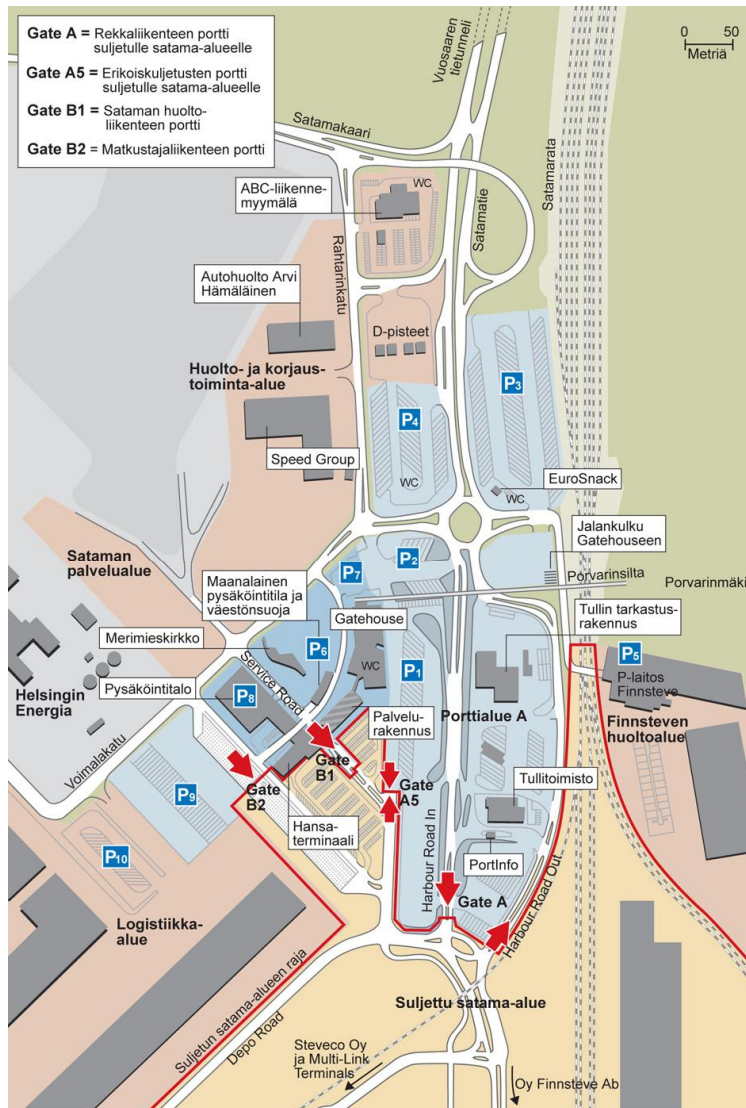 Gate A = Rekkaliikenteen portti
suljetulle satama-alueelle
Gate A5 = Erikoiskuljetusten portti
suljetulle satama-alueelle
Gate B1 = Sataman huolto-
liikenteen portti
Gate B2 = Matkustajaliikenteen portti
0 50
Metriä
Vuosaaren
tietunneli
Satamakaari
Satamarata
ABC-liikenne-
myymälä
WC
Satamatie
Rahtarinkatu
Autohuolto Arvi
Hämäläinen
D-pisteet
Huolto- ja korjaus-
toiminta-alue
P3
P4
Speed Group
WC
EuroSnack
WC
Jalankulku
Gatehouseen
Sataman
palvelualue
P2
Maanalainen
pysäköintitila ja
väestönsuoja
P7
Porvarinsilta
Porvarinmäki
Gatehouse
Tullin tarkastus-
rakennus
Merimieskirkko
P6
WC
P1
P5
P-laitos
Finnsteve
Helsingin
Energia
Pysäköintitalo
Service Road
P8
Palvelu-
rakennus
Porttialue A
Finnsteven
huoltoalue
Voimalakatu
Gate
B1
Gate
A5
Gate
B2
Tullitoimisto
P9
Hansa-
terminaali
Harbour Road In
PortInfo
P10
Gate A
Harbour Road Out
Logistiikka-
alue
Suljetun satama-alueen raja
Depo Road
Suljettu satama-alue
Steveco Oy
ja Multi-Link
Terminals
Oy Finnsteve Ab